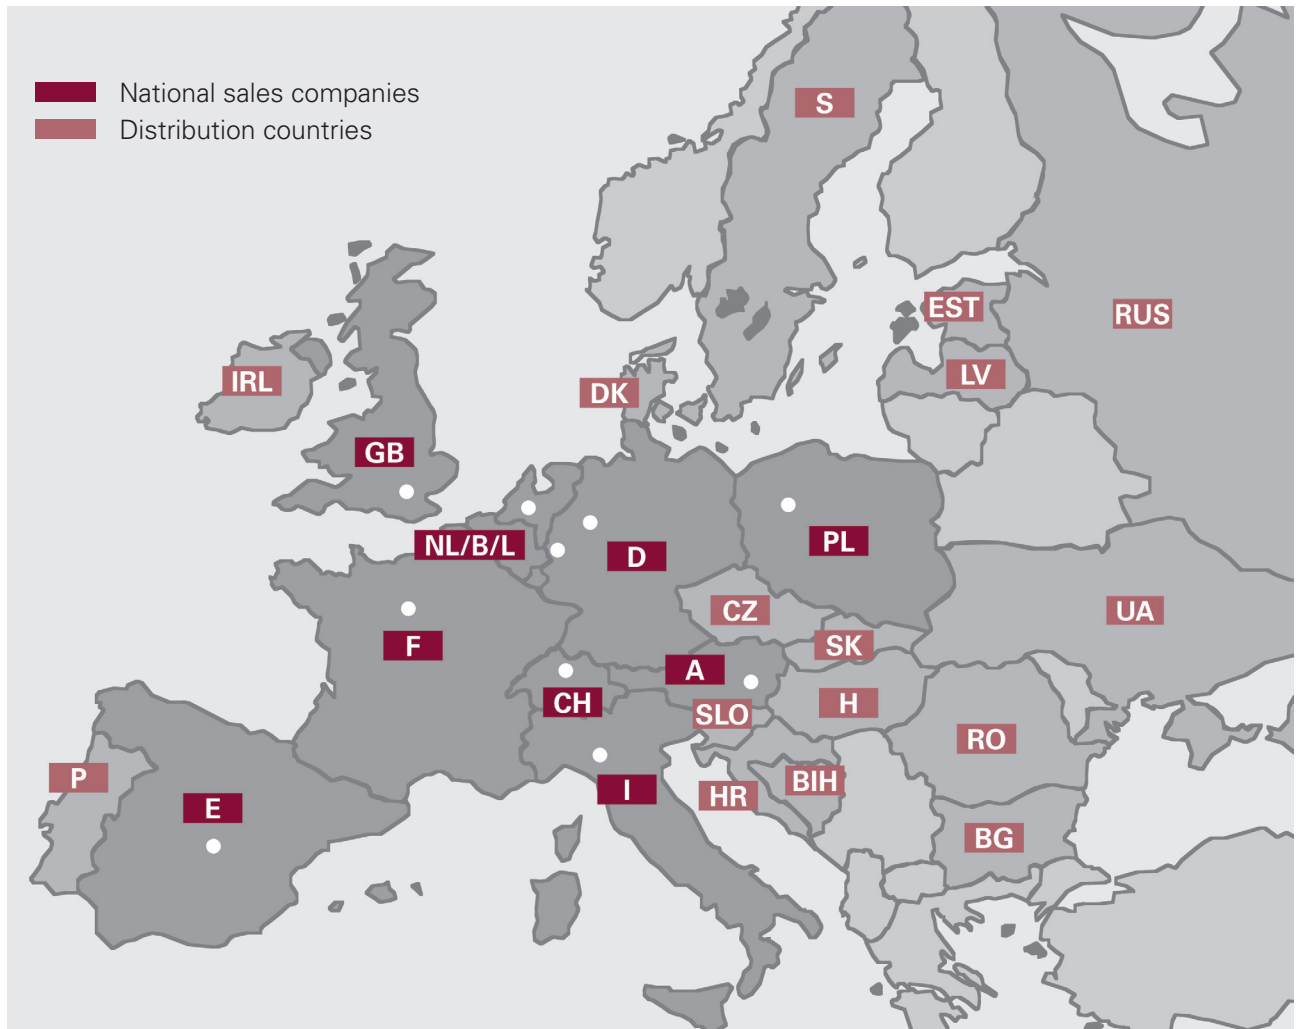 National sales companies
Distribution countries
S
EST
RUS
IRL
LV
DK
GB
NL/B/L
D
PL
CZ
UA
F
SK
A
CH
H
SLO
RO
P
BIH
I
HR
E
BG